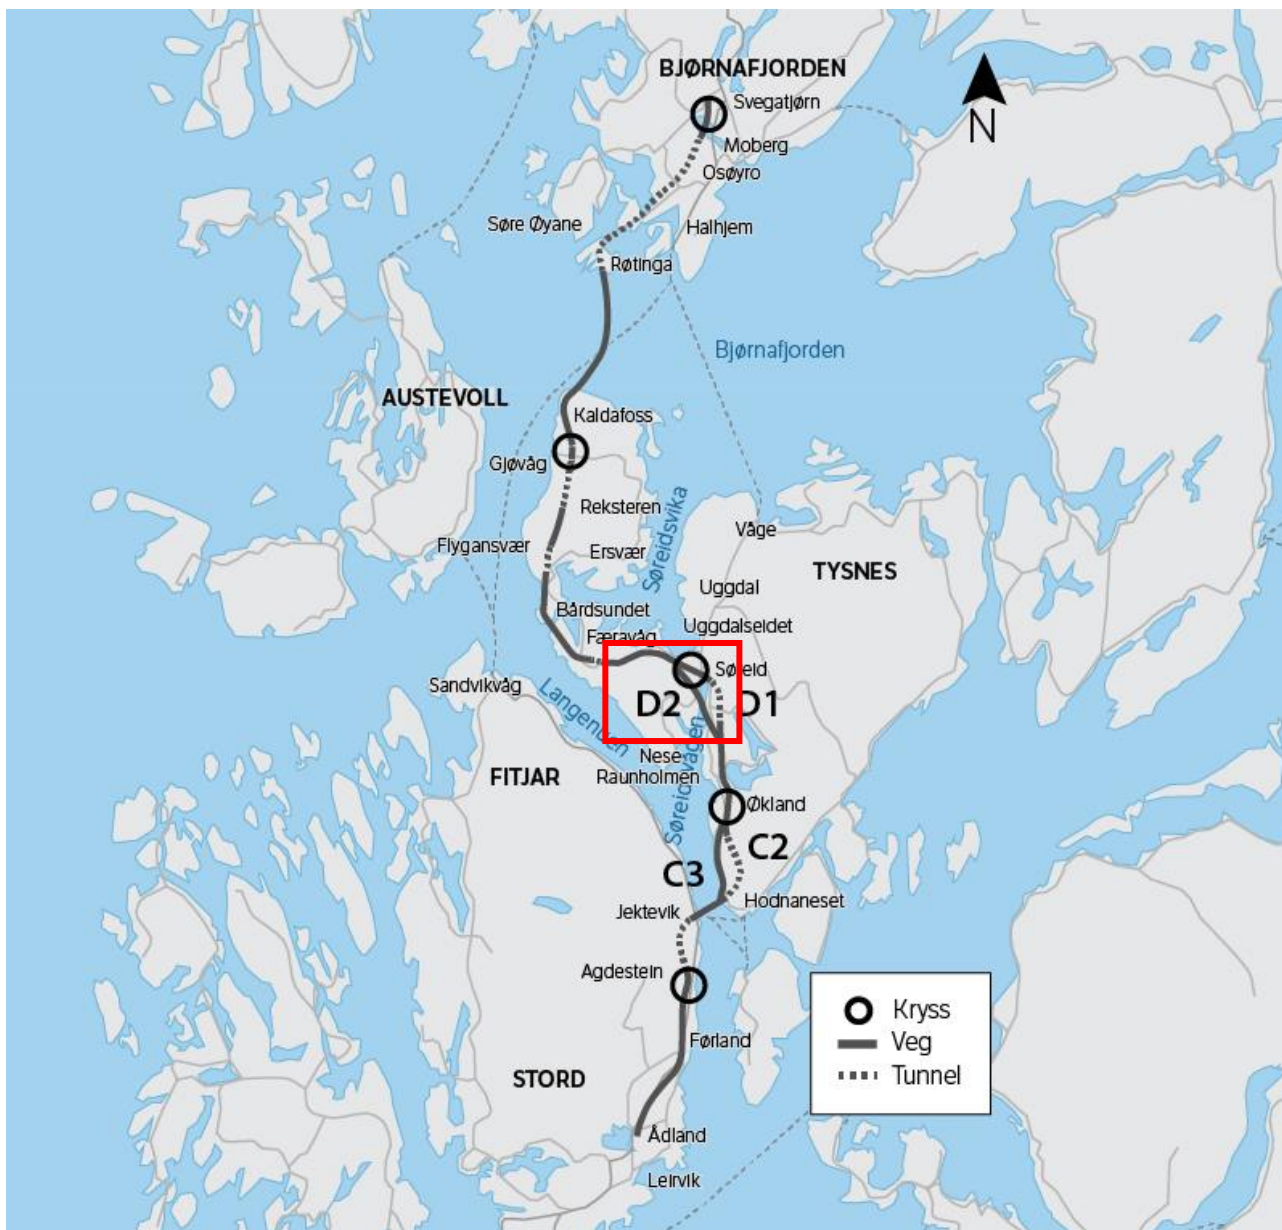 BJØRNAFJORDEN
Svegatjørn
N
Moberg
Osøyro
Søre Øyane
Halhjem
Røtinga
Bjørnafjorden
AUSTEVOLL
Kaldafoss
Gjøvåg
Reksteren
Søreidsvika
Våge
Flygansvær
Ersvær
TYSNES
Uggdal
Bårdsundet
Uggdalseidet
Færavåg
Søreid
Sandvikvåg
Langenuen
D2
D1
Søreidsvågen
Nese
FITJAR
Raunholmen
Økland
C2
C3
Hodnaneset
Jektevik
Agdestein
Kryss
Førland
Veg
Tunnel
STORD
Ådland
Leirvik